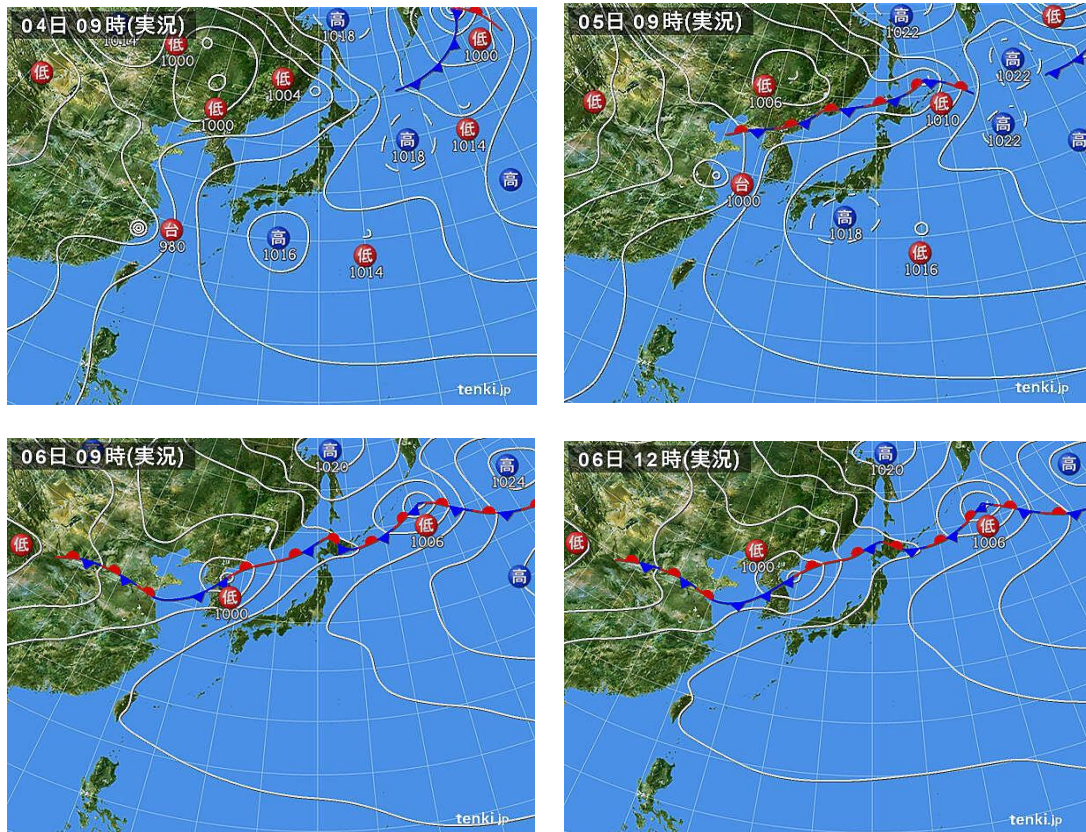 04日 09時(実況)
1014
低
1000
高
1018
低
1000
低
低
1004
低
1000
高
1018
低
1014
高
台
980
高
1016
低
1014
tenki.jp
05日 09時(実況)
高
1022
低
高
1022
低
1006
低
低
1010
高
1022
高
台
1000
高
1018
低
1016
tenki.jp
06日 09時(実況)
高
1020
高
1024
低
低
1006
高
低
1000
tenki.jp
06日 12時(実況)
高
1020
高
低
低
1006
低
1000
tenki.jp